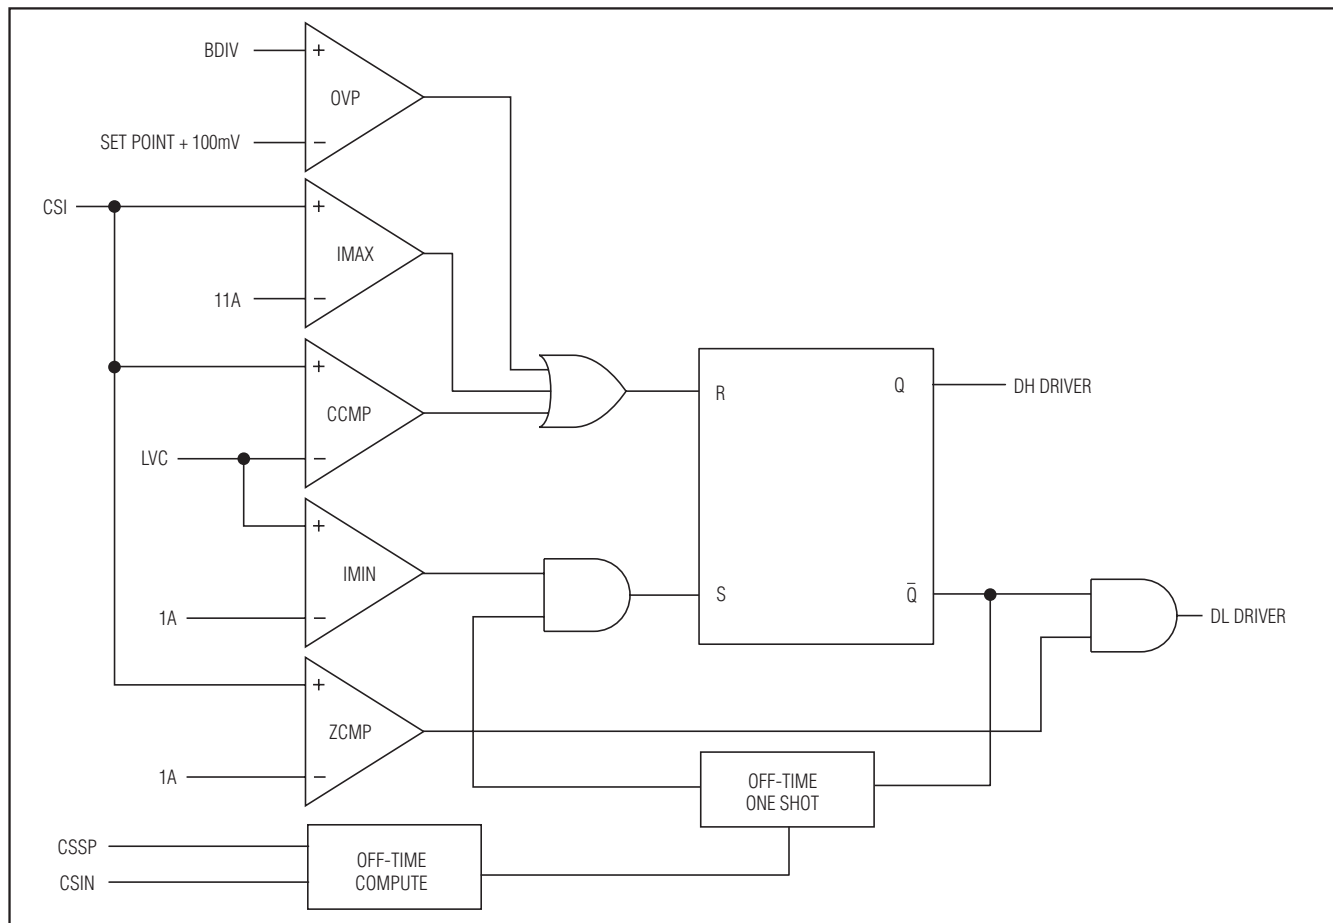 BDIV
+
OVP
SET POINT + 100mV
−
CSI
+
IMAX
11A
−
+
CCMP
LVC
−
+
IMIN
1A
−
+
ZCMP
1A
−
R
Q
DH DRIVER
S
Q̅
DL DRIVER
OFF-TIME
ONE SHOT
CSSP
CSIN
OFF-TIME
COMPUTE